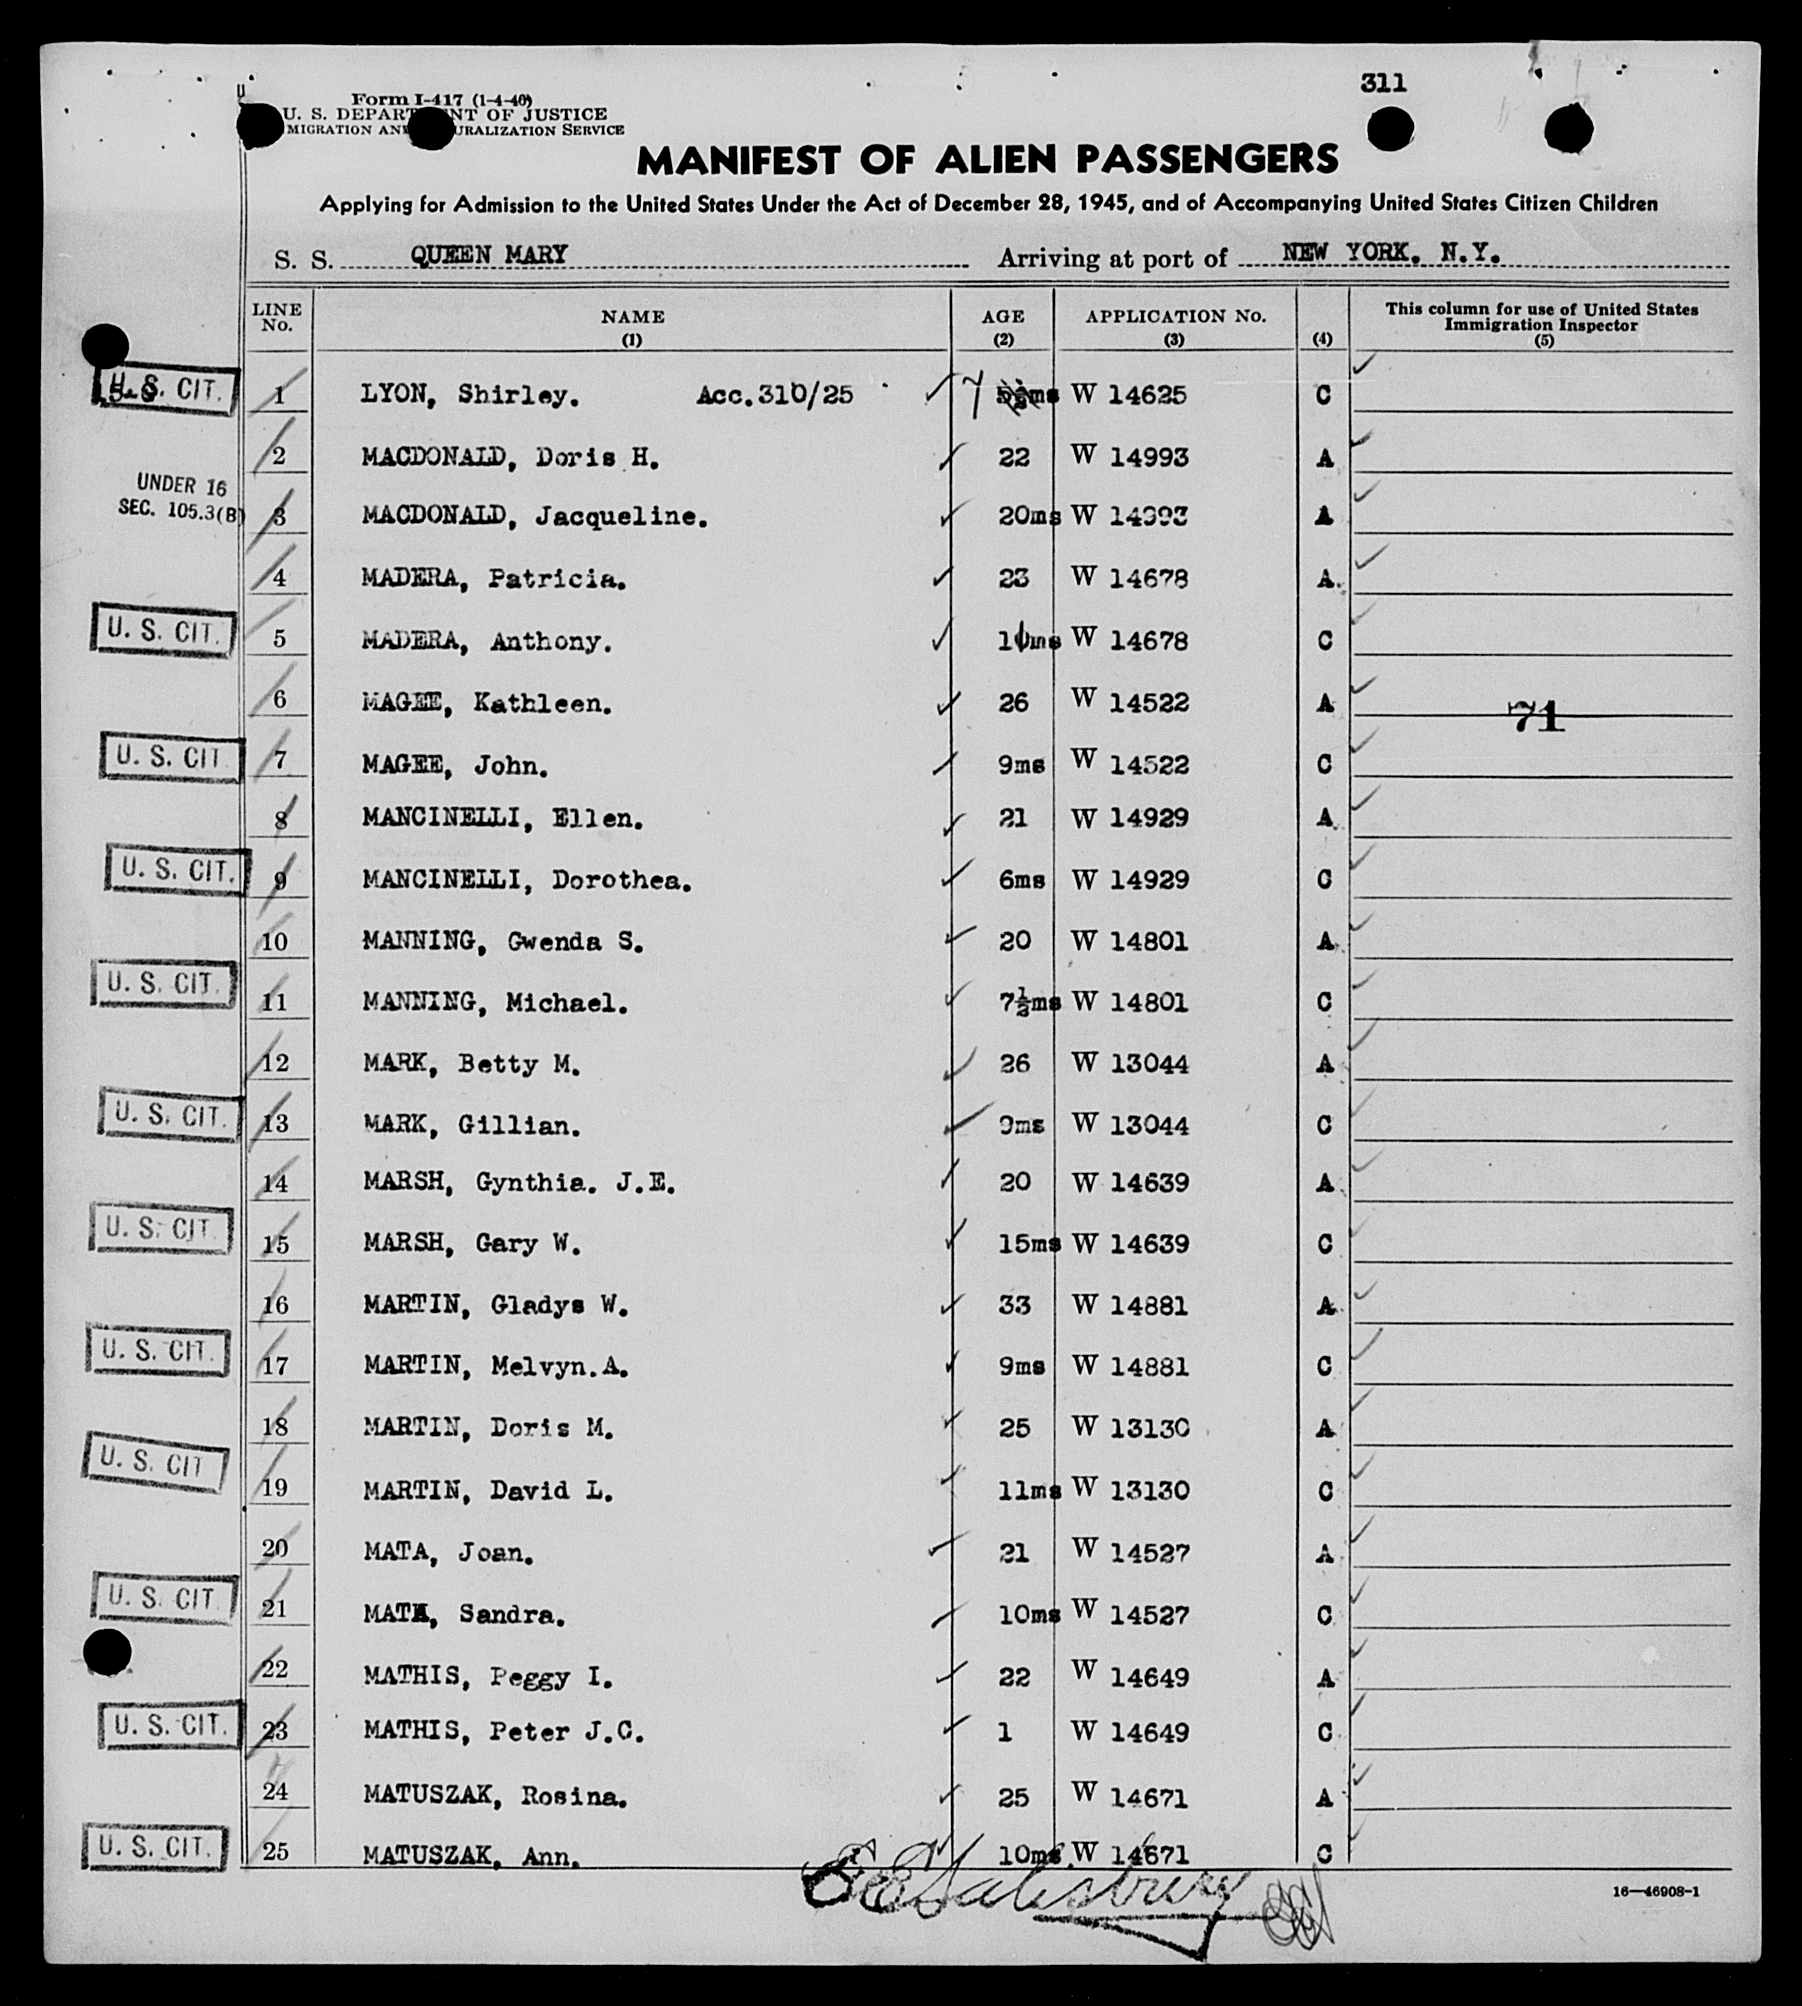 311
Form I-417 (1-4-46)
U. S. DEPARTMENT OF JUSTICE
IMMIGRATION AND NATURALIZATION SERVICE
MANIFEST OF ALIEN PASSENGERS
Applying for Admission to the United States Under the Act of December 28, 1945, and of Accompanying United States Citizen Children
S. S. QUEEN MARY Arriving at port of NEW YORK. N.Y.
LINE No. NAME (1) AGE (2) APPLICATION No. (3) (4) This column for use of United States Immigration Inspector (5)
U. S. CIT. 1 LYON, Shirley. Acc.310/25 7 5½ms W 14625 C
2 MACDONALD, Doris H. 22 W 14993 A
UNDER 16 SEC. 105.3(B) 3 MACDONALD, Jacqueline. 20ms W 14993 A
4 MADERA, Patricia. 23 W 14678 A
U. S. CIT. 5 MADERA, Anthony. ms W 14678 C
6 MAGEE, Kathleen. 26 W 14522 A 71
U. S. CIT 7 MAGEE, John. 9ms W 14522 C
8 MANCINELLI, Ellen. 21 W 14929 A
U. S. CIT. 9 MANCINELLI, Dorothea. 6ms W 14929 C
10 MANNING, Gwenda S. 20 W 14801 A
U. S. CIT. 11 MANNING, Michael. 7½ms W 14801 C
12 MARK, Betty M. 26 W 13044 A
U. S. CIT. 13 MARK, Gillian. 9ms W 13044 C
14 MARSH, Gynthia. J.E. 20 W 14639 A
U. S. CIT 15 MARSH, Gary W. 15ms W 14639 C
16 MARTIN, Gladys W. 33 W 14881 A
U. S. CIT. 17 MARTIN, Melvyn.A. 9ms W 14881 C
18 MARTIN, Doris M. 25 W 13130 A
U. S. CIT 19 MARTIN, David L. 11ms W 13130 C
20 MATA, Joan. 21 W 14527 A
U. S. CIT 21 MATA, Sandra. 10ms W 14527 C
22 MATHIS, Peggy I. 22 W 14649 A
U. S. CIT. 23 MATHIS, Peter J.C. 1 W 14649 C
24 MATUSZAK, Rosina. 25 W 14671 A
U. S. CIT. 25 MATUSZAK, Ann. 10ms W 14671 C
Salisbury
16—46908-1